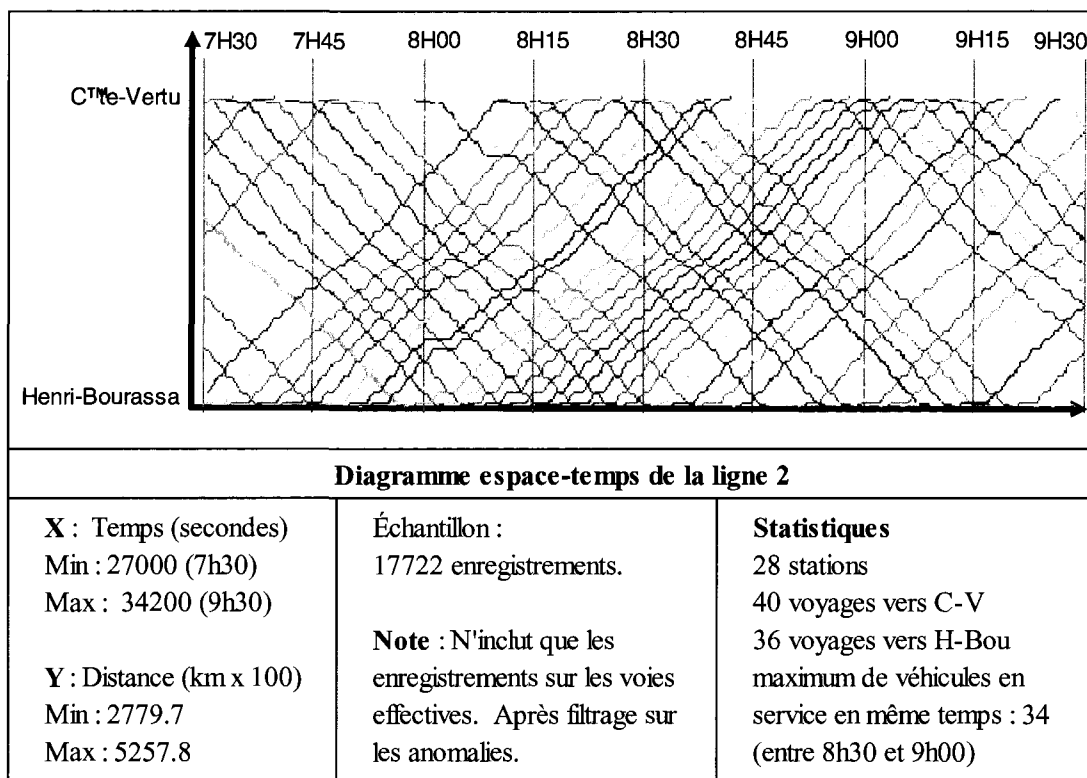 7H30 7H45 8H00 8H15 8H30 8H45 9H00 9H15 9H30
C™te-Vertu
Henri-Bourassa
Diagramme espace-temps de la ligne 2
X : Temps (secondes)
Min : 27000 (7h30)
Max : 34200 (9h30)
Y : Distance (km x 100)
Min : 2779.7
Max : 5257.8
Échantillon :
17722 enregistrements.
Note : N'inclut que les
enregistrements sur les voies
effectives. Après filtrage sur
les anomalies.
Statistiques
28 stations
40 voyages vers C-V
36 voyages vers H-Bou
maximum de véhicules en
service en même temps : 34
(entre 8h30 et 9h00)